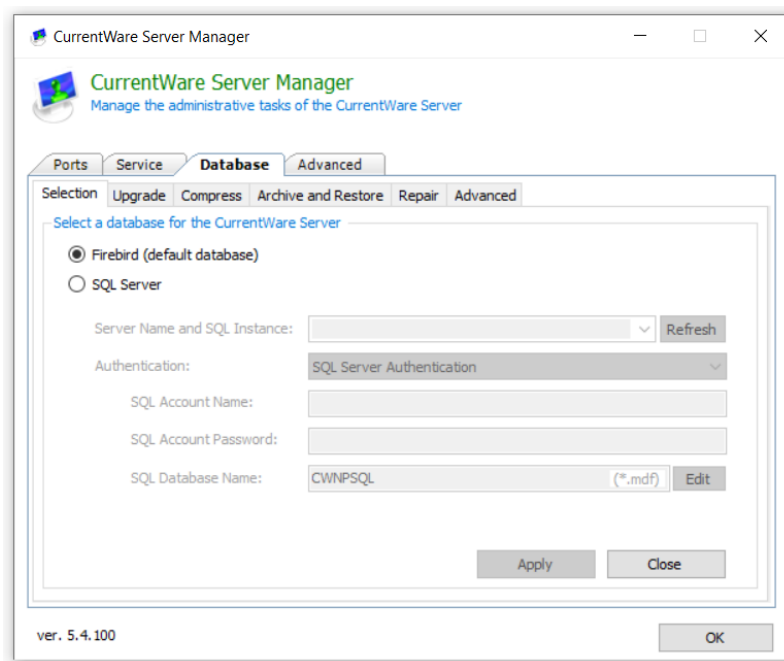 CurrentWare Server Manager
CurrentWare Server Manager
Manage the administrative tasks of the CurrentWare Server
Ports Service Database Advanced
Selection Upgrade Compress Archive and Restore Repair Advanced
Select a database for the CurrentWare Server
Firebird (default database)
SQL Server
Server Name and SQL Instance: Refresh
Authentication: SQL Server Authentication
SQL Account Name:
SQL Account Password:
SQL Database Name: CWNPSQL (*.mdf) Edit
Apply Close
ver. 5.4.100 OK